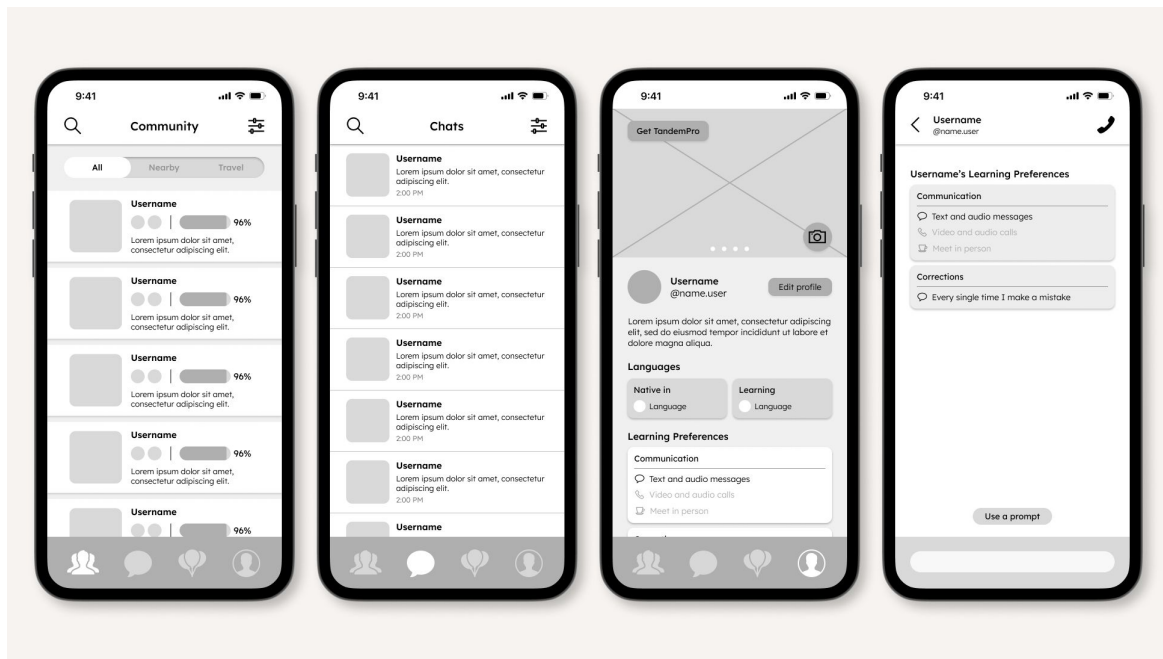 9:41
Community
All
Nearby
Travel
Username
96%
Lorem ipsum dolor sit amet,
consectetur adipiscing elit.
Username
96%
Lorem ipsum dolor sit amet,
consectetur adipiscing elit.
Username
96%
Lorem ipsum dolor sit amet,
consectetur adipiscing elit.
Username
96%
Lorem ipsum dolor sit amet,
consectetur adipiscing elit.
Username
96%
9:41
Chats
Username
Lorem ipsum dolor sit amet, consectetur
adipiscing elit.
2:00 PM
Username
Lorem ipsum dolor sit amet, consectetur
adipiscing elit.
2:00 PM
Username
Lorem ipsum dolor sit amet, consectetur
adipiscing elit.
2:00 PM
Username
Lorem ipsum dolor sit amet, consectetur
adipiscing elit.
2:00 PM
Username
Lorem ipsum dolor sit amet, consectetur
adipiscing elit.
2:00 PM
Username
Lorem ipsum dolor sit amet, consectetur
adipiscing elit.
2:00 PM
Username
9:41
Get TandemPro
Username
@name.user
Edit profile
Lorem ipsum dolor sit amet, consectetur adipiscing
elit, sed do eiusmod tempor incididunt ut labore et
dolore magna aliqua.
Languages
Native in
Language
Learning
Language
Learning Preferences
Communication
Text and audio messages
Video and audio calls
Meet in person
9:41
Username
@name.user
Username's Learning Preferences
Communication
Text and audio messages
Video and audio calls
Meet in person
Corrections
Every single time I make a mistake
Use a prompt